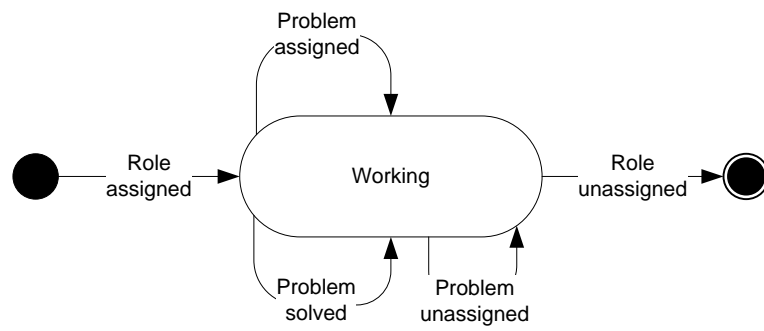 Problem
assigned
Role
assigned
Working
Role
unassigned
Problem
solved
Problem
unassigned